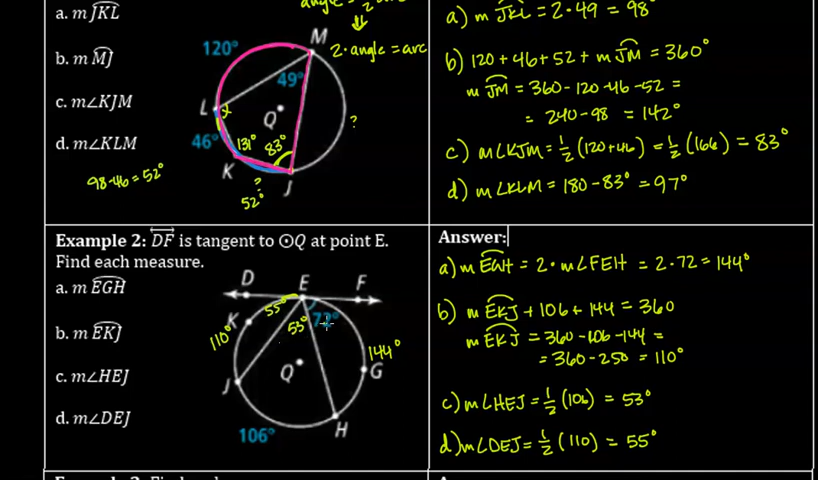 angle =
a. m JKL
b. m MJ
c. m∠KJM
d. m∠KLM
98-46=52°
120°
M
2·angle=arc
49°
L
x
Q
?
46°
131°
83°
K
J
?
52°
a) m JKL = 2·49 = 98°
b) 120+46+52+m JM = 360°
m JM = 360-120-46-52 =
= 240-98 = 142°
c) m∠KJM = 1/2 (120+46) = 1/2 (166) = 83°
d) m∠KLM = 180-83° = 97°
Example 2: DF is tangent to ⊙Q at point E.
Find each measure.
a. m EGH
b. m EKJ
c. m∠HEJ
d. m∠DEJ
D
E
F
55°
72°
K
53°
110°
144°
Q
G
J
H
106°
Answer:
a) m EGH = 2·m∠FEH = 2·72 = 144°
b) m EKJ + 106 + 144 = 360
m EKJ = 360-106-144 =
= 360-250 = 110°
c) m∠HEJ = 1/2 (106) = 53°
d) m∠DEJ = 1/2 (110) = 55°